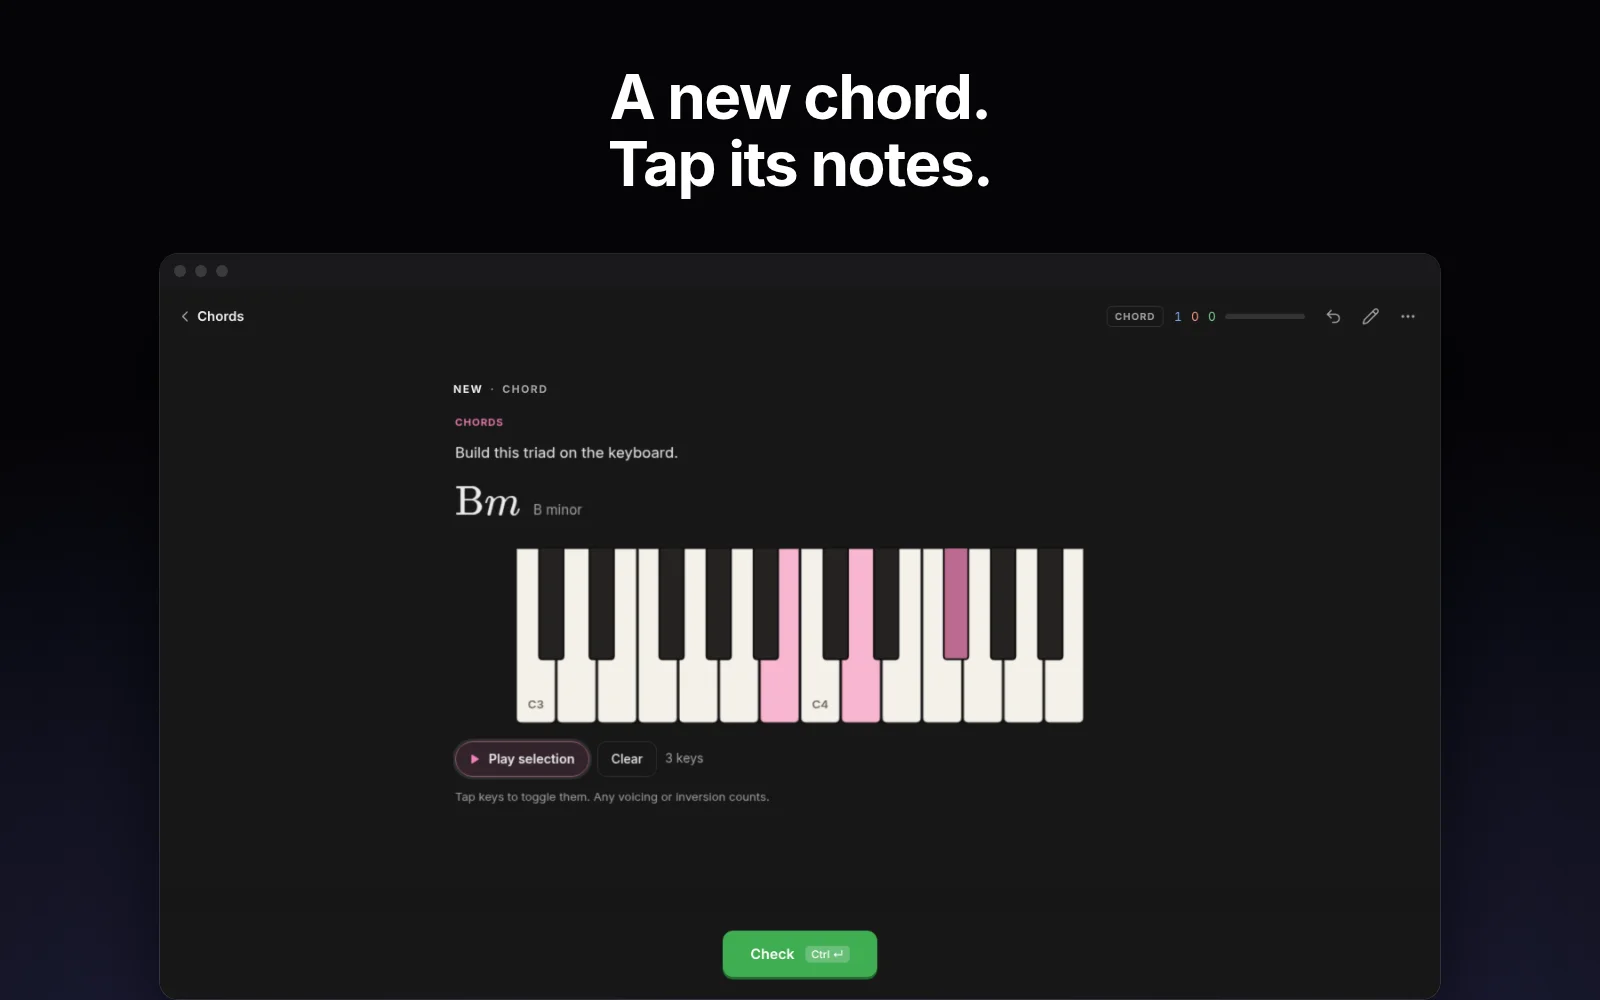 A new chord.
Tap its notes.
Chords
CHORD 1 0 0
NEW · CHORD
CHORDS
Build this triad on the keyboard.
Bm B minor
C3 C4
Play selection Clear 3 keys
Tap keys to toggle them. Any voicing or inversion counts.
Check Ctrl ↵